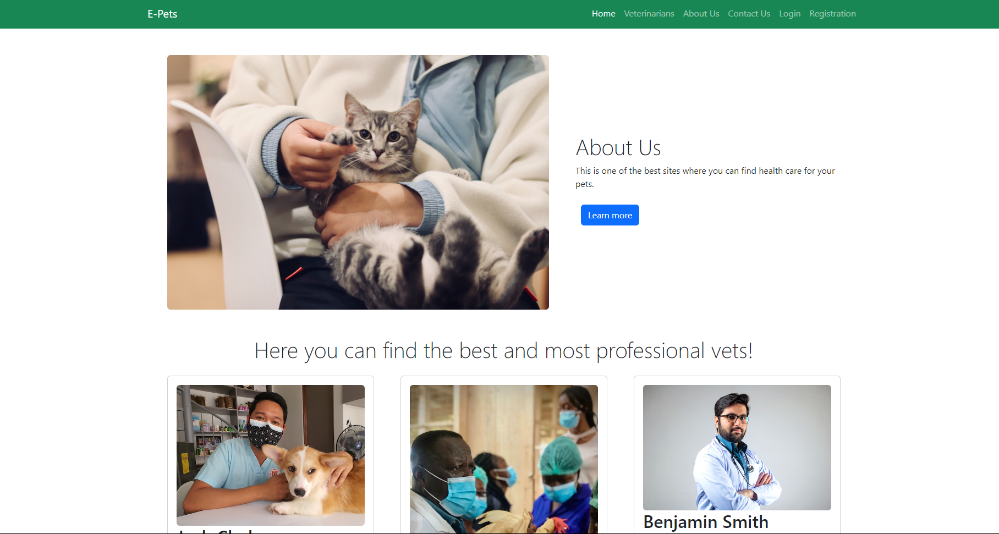 E-Pets
Home Veterinarians About Us Contact Us Login Registration
About Us
This is one of the best sites where you can find health care for your
pets.
Learn more
Here you can find the best and most professional vets!
Benjamin Smith